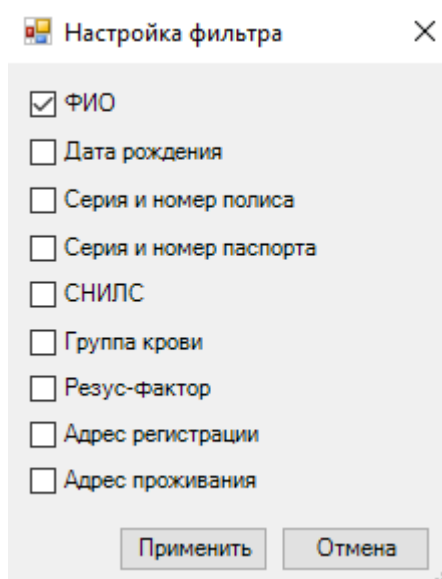 Настройка фильтра
ФИО
Дата рождения
Серия и номер полиса
Серия и номер паспорта
СНИЛС
Группа крови
Резус-фактор
Адрес регистрации
Адрес проживания
Применить Отмена